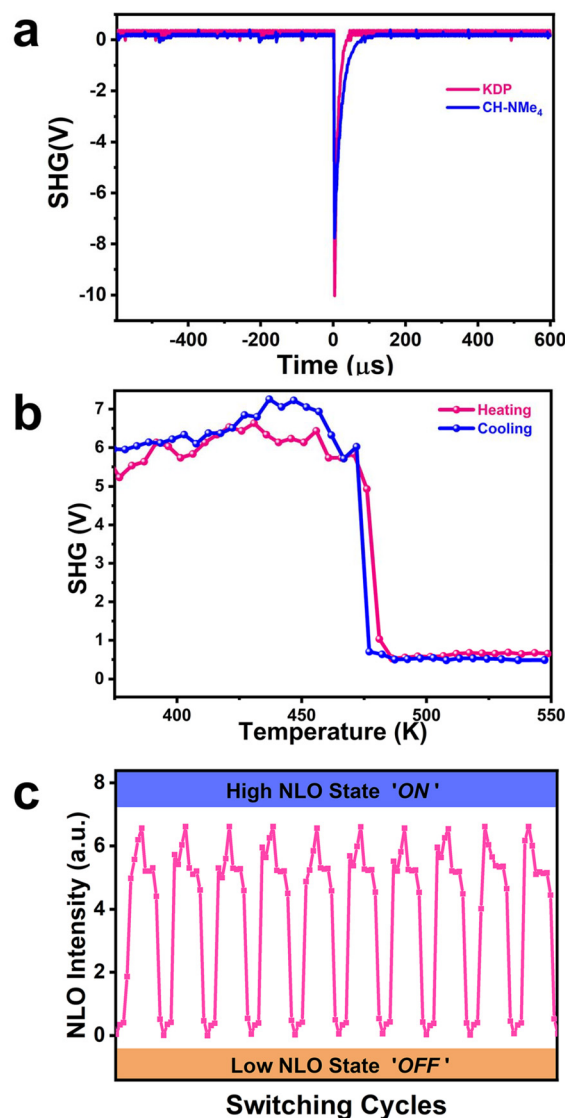 a
SHG(V)
0
-2
-4
-6
-8
-10
KDP
CH-NMe₄
-400 -200 0 200 400 600
Time (μs)
b
SHG (V)
7
6
5
4
3
2
1
0
Heating
Cooling
400 450 500 550
Temperature (K)
c
NLO Intensity (a.u.)
8
6
4
2
0
High NLO State 'ON'
Low NLO State 'OFF'
Switching Cycles